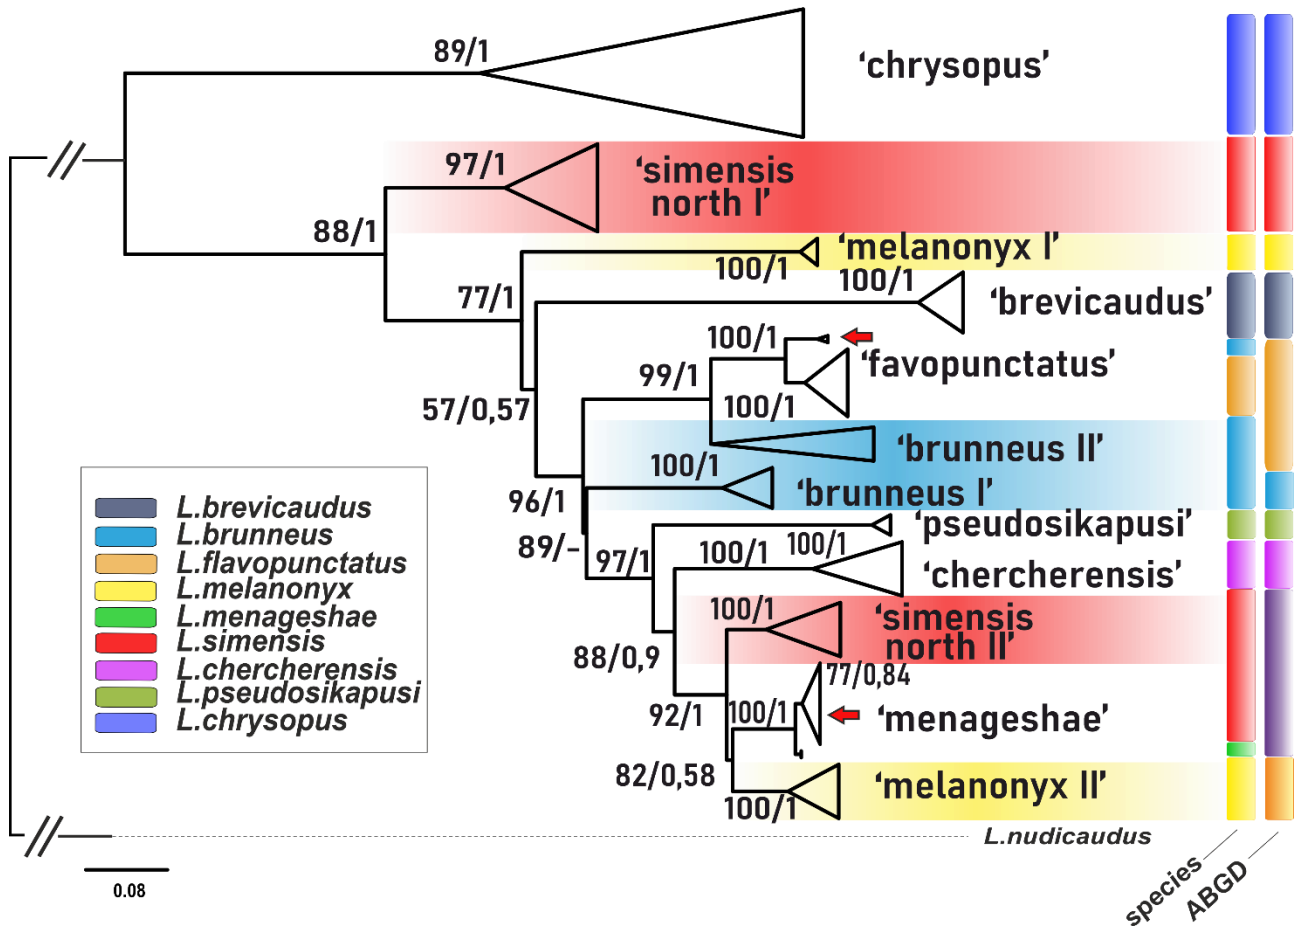 89/1
‘chrysopus’
97/1
‘simensis
north I’
88/1
‘melanonyx I’
100/1
100/1
77/1
‘brevicaudus’
100/1
‘favopunctatus’
99/1
57/0,57
100/1
‘brunneus II’
100/1
‘brunneus I’
96/1
‘pseudosikapusi’
89/-
97/1
100/1
100/1
‘chercherensis’
100/1
‘simensis
north II’
88/0,9
77/0,84
92/1
100/1
‘menageshae’
82/0,58
‘melanonyx II’
100/1
L.brevicaudus
L.brunneus
L.flavopunctatus
L.melanonyx
L.menageshae
L.simensis
L.chercherensis
L.pseudosikapusi
L.chrysopus
L.nudicaudus
0.08
species
ABGD